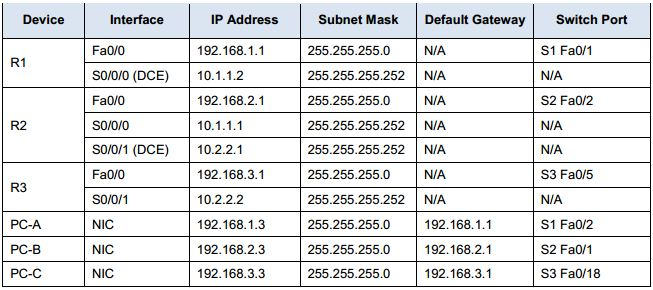 Device Interface IP Address Subnet Mask Default Gateway Switch Port
R1 Fa0/0 192.168.1.1 255.255.255.0 N/A S1 Fa0/1
S0/0/0 (DCE) 10.1.1.2 255.255.255.252 N/A N/A
R2 Fa0/0 192.168.2.1 255.255.255.0 N/A S2 Fa0/2
S0/0/0 10.1.1.1 255.255.255.252 N/A N/A
S0/0/1 (DCE) 10.2.2.1 255.255.255.252 N/A N/A
R3 Fa0/0 192.168.3.1 255.255.255.0 N/A S3 Fa0/5
S0/0/1 10.2.2.2 255.255.255.252 N/A N/A
PC-A NIC 192.168.1.3 255.255.255.0 192.168.1.1 S1 Fa0/2
PC-B NIC 192.168.2.3 255.255.255.0 192.168.2.1 S2 Fa0/1
PC-C NIC 192.168.3.3 255.255.255.0 192.168.3.1 S3 Fa0/18